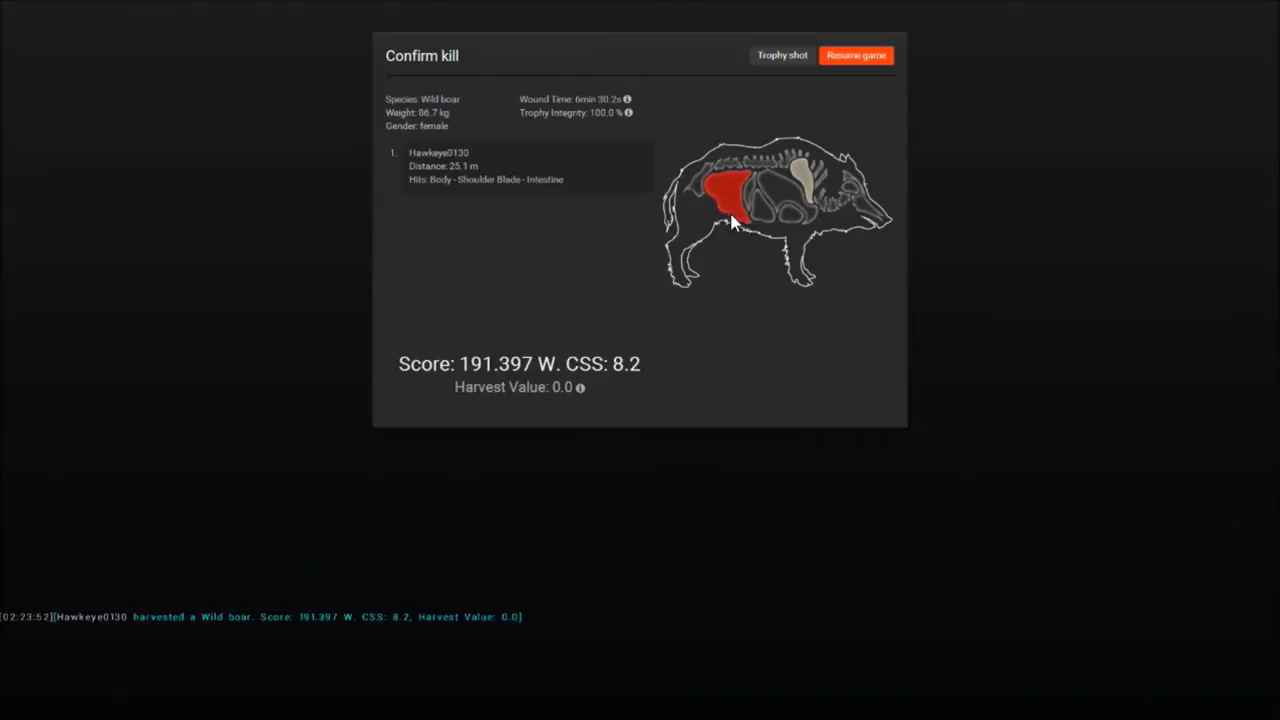 Confirm kill
Trophy shot
Resume game
Species: Wild boar
Weight: 86.7 kg
Gender: female
Wound Time: 6min 30.2s
Trophy Integrity: 100.0 %
1. Hawkeye0130
Distance: 25.1 m
Hits: Body - Shoulder Blade - Intestine
Score: 191.397 W. CSS: 8.2
Harvest Value: 0.0
[02:23:52][Hawkeye0130 harvested a Wild boar. Score: 191.397 W. CSS: 8.2, Harvest Value: 0.0]